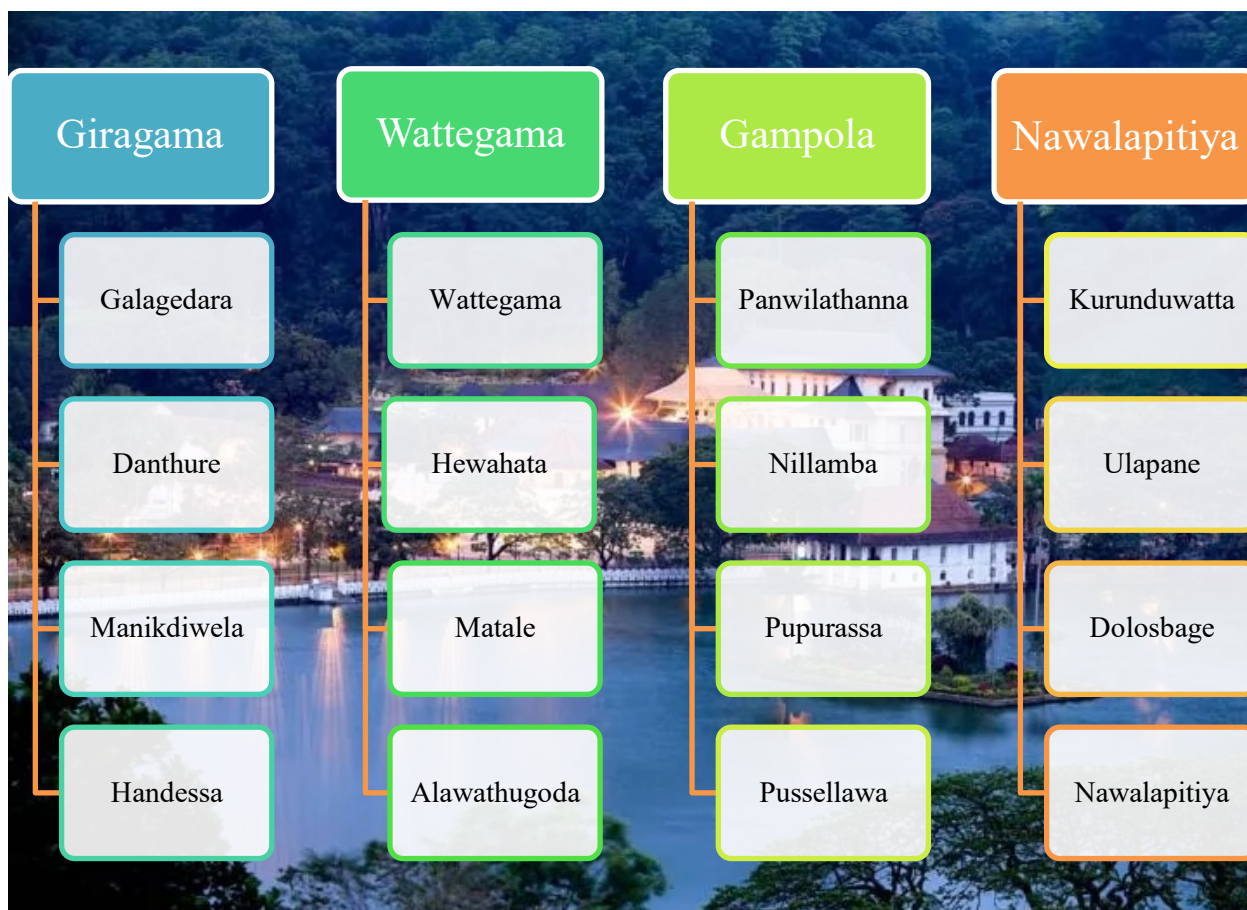 Giragama
Galagedara
Danthure
Manikdiwela
Handessa
Wattegama
Wattegama
Hewahata
Matale
Alawathugoda
Gampola
Panwilathanna
Nillamba
Pupurassa
Pussellawa
Nawalapitiya
Kurunduwatta
Ulapane
Dolosbage
Nawalapitiya